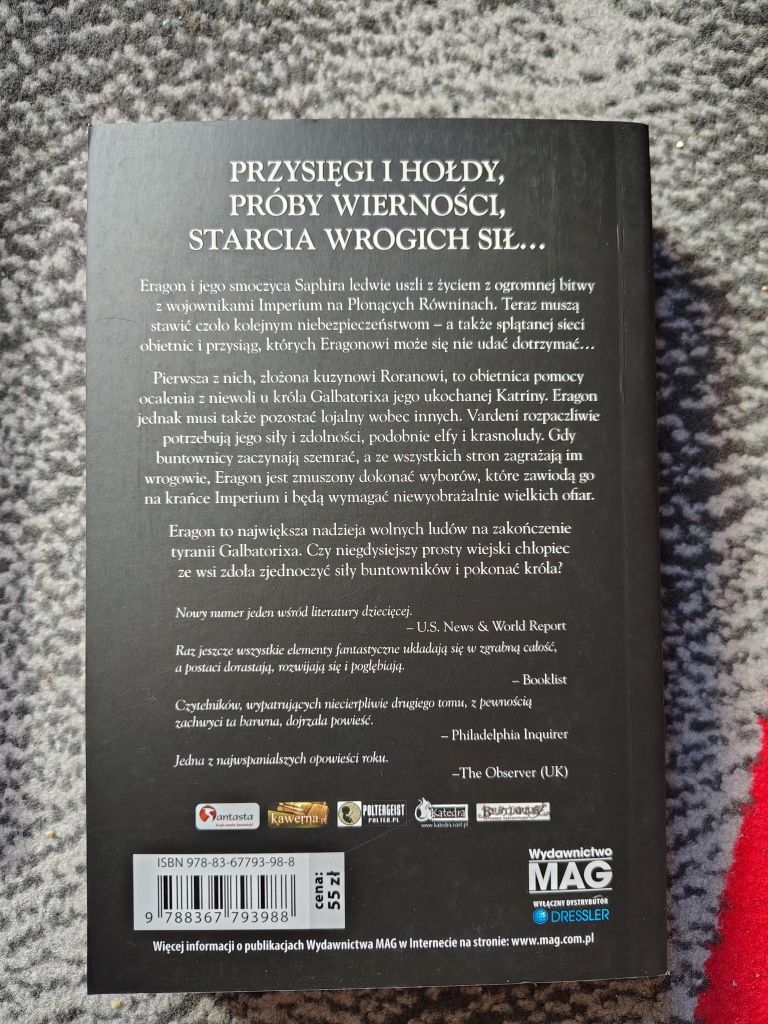 PRZYSIĘGI I HOŁDY,
PRÓBY WIERNOŚCI,
STARCIA WROGICH SIŁ...
Eragon i jego smoczyca Saphira ledwie uszli z życiem z ogromnej bitwy
z wojownikami Imperium na Płonących Równinach. Teraz muszą
stawić czoło kolejnym niebezpieczeństwom – a także splątanej sieci
obietnic i przysiąg, których Eragonowi może się nie udać dotrzymać...
Pierwsza z nich, złożona kuzynowi Roranowi, to obietnica pomocy
ocalenia z niewoli u króla Galbatorixa jego ukochanej Katriny. Eragon
jednak musi także pozostać lojalny wobec innych. Vardeni rozpaczliwie
potrzebują jego siły i zdolności, podobnie elfy i krasnoludy. Gdy
buntownicy zaczynają szemrać, a ze wszystkich stron zagrażają im
wrogowie, Eragon jest zmuszony dokonać wyborów, które zawiodą go
na krańce Imperium i będą wymagać niewyobrażalnie wielkich ofiar.
Eragon to największa nadzieja wolnych ludów na zakończenie
tyranii Galbatorixa. Czy niegdysiejszy prosty wiejski chłopiec
ze wsi zdoła zjednoczyć siły buntowników i pokonać króla?
Nowy numer jeden wśród literatury dziecięcej.
– U.S. News & World Report
Raz jeszcze wszystkie elementy fantastyczne układają się w zgrabną całość,
a postaci dorastają, rozwijają się i pogłębiają.
– Booklist
Czytelników, wypatrujących niecierpliwie drugiego tomu, z pewnością
zachwyci ta barwna, dojrzała powieść.
– Philadelphia Inquirer
Jedna z najwspanialszych opowieści roku.
–The Observer (UK)
Fantasta
kawerna.pl
POLTERGEIST
POLTER.PL
Katedra
www.katedra.nast.pl
BESTIARIUSZ
ISBN 978-83-67793-98-8
cena:
55 zł
9 788367 793988
Wydawnictwo
MAG
WYŁĄCZNY DYSTRYBUTOR
DRESSLER
Więcej informacji o publikacjach Wydawnictwa MAG w Internecie na stronie: www.mag.com.pl